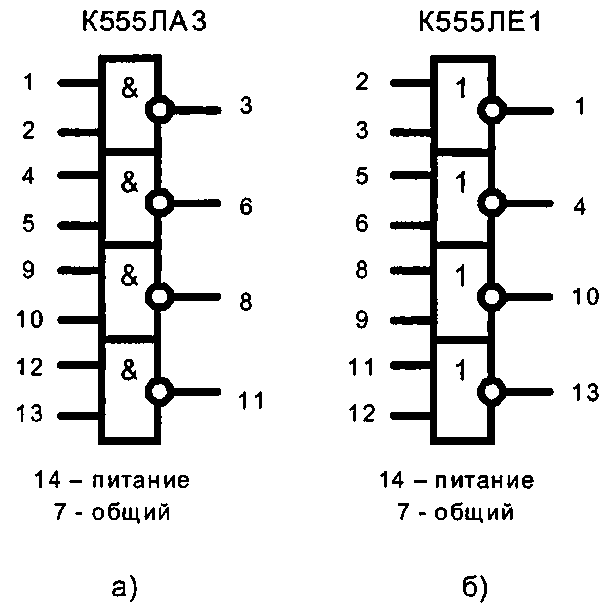 К555ЛА3 К555ЛЕ1
1 & 3 2 1 1
2 3
4 & 6 5 1 4
5 6
9 & 8 8 1 10
10 9
12 & 11 11 1 13
13 12
14 – питание 14 – питание
7 - общий 7 - общий
а) б)